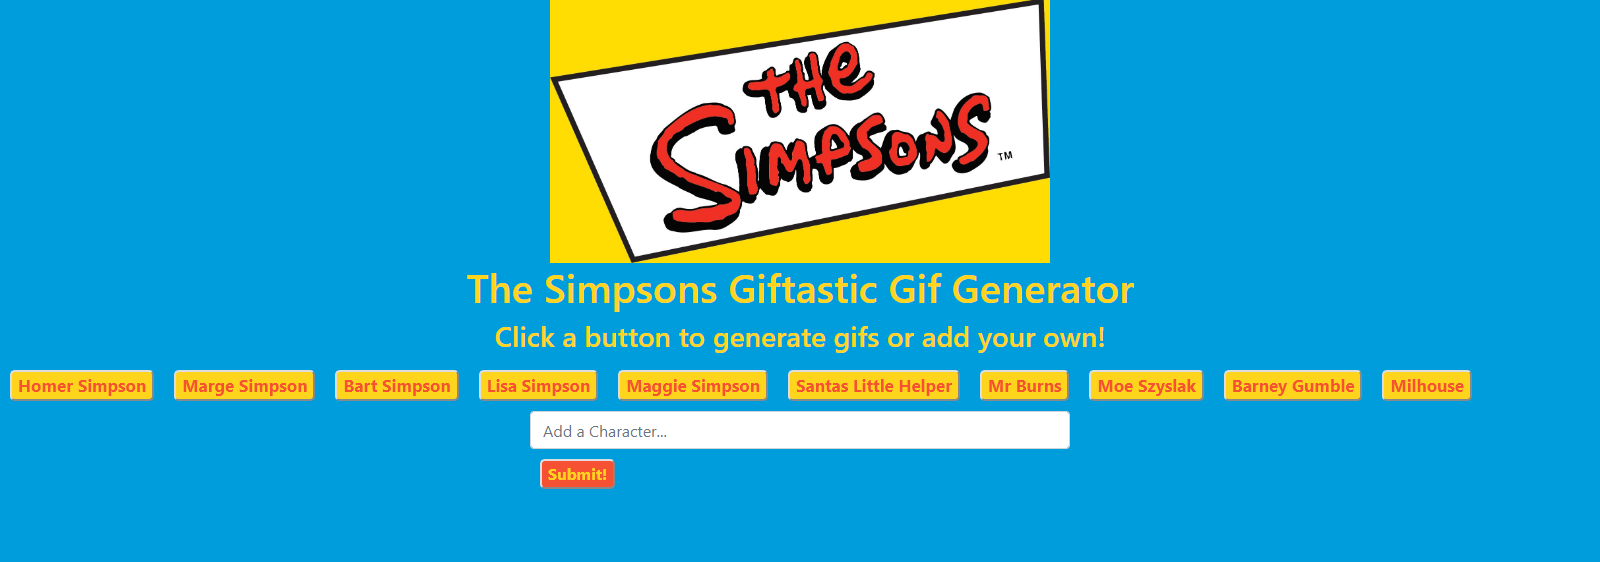 THE
SIMPSONS TM
The Simpsons Giftastic Gif Generator
Click a button to generate gifs or add your own!
Homer Simpson Marge Simpson Bart Simpson Lisa Simpson Maggie Simpson Santas Little Helper Mr Burns Moe Szyslak Barney Gumble Milhouse
Add a Character...
Submit!